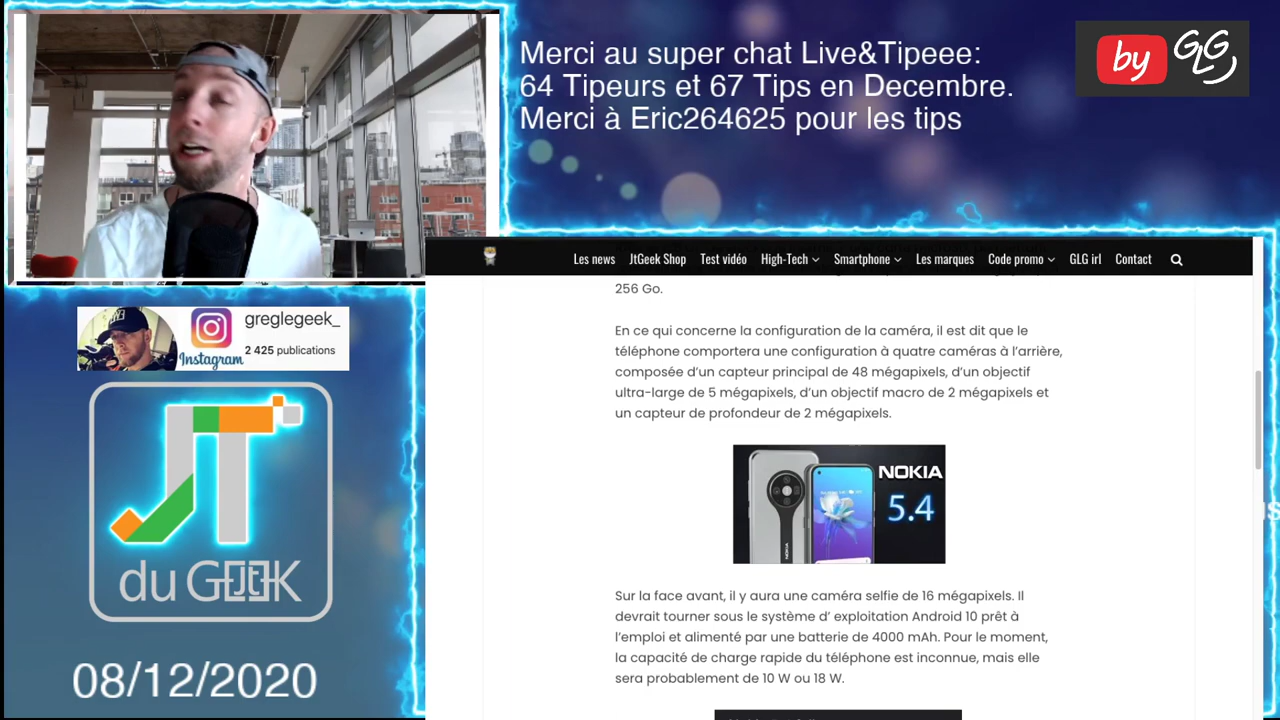 Merci au super chat Live&Tipeee:
64 Tipeurs et 67 Tips en Decembre.
Merci à Eric264625 pour les tips
by GLG
Les news JtGeek Shop Test vidéo High-Tech Smartphone Les marques Code promo GLG irl Contact
256 Go.
En ce qui concerne la configuration de la caméra, il est dit que le
téléphone comportera une configuration à quatre caméras à l'arrière,
composée d'un capteur principal de 48 mégapixels, d'un objectif
ultra-large de 5 mégapixels, d'un objectif macro de 2 mégapixels et
un capteur de profondeur de 2 mégapixels.
NOKIA
5.4
NOKIA
Sur la face avant, il y aura une caméra selfie de 16 mégapixels. Il
devrait tourner sous le système d' exploitation Android 10 prêt à
l'emploi et alimenté par une batterie de 4000 mAh. Pour le moment,
la capacité de charge rapide du téléphone est inconnue, mais elle
sera probablement de 10 W ou 18 W.
greglegeek_
Instagram
2 425 publications
JT
du GEEK
08/12/2020